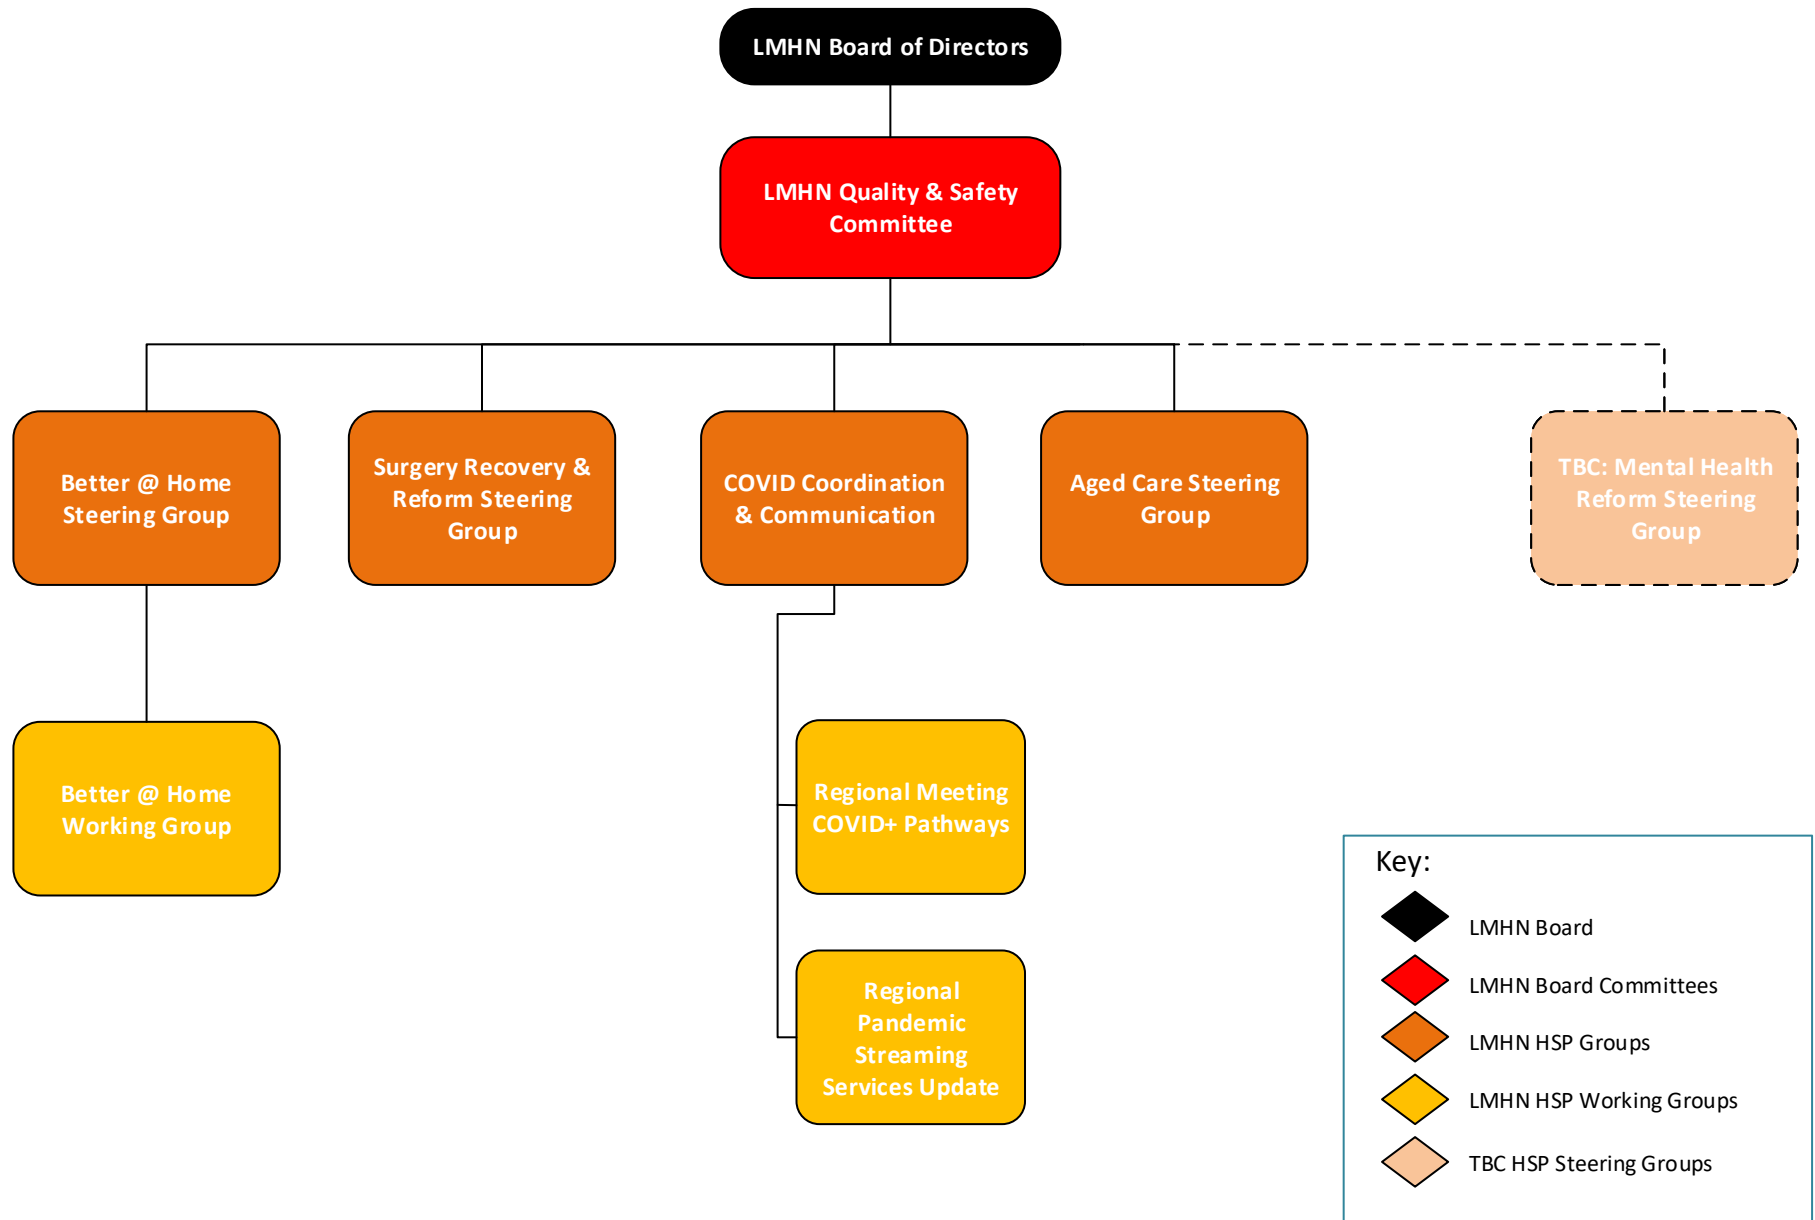 LMHN Board of Directors
LMHN Quality & Safety
Committee
Better @ Home
Steering Group
Surgery Recovery &
Reform Steering
Group
COVID Coordination
& Communication
Aged Care Steering
Group
TBC: Mental Health
Reform Steering
Group
Better @ Home
Working Group
Regional Meeting
COVID+ Pathways
Regional
Pandemic
Streaming
Services Update
Key:
LMHN Board
LMHN Board Committees
LMHN HSP Groups
LMHN HSP Working Groups
TBC HSP Steering Groups